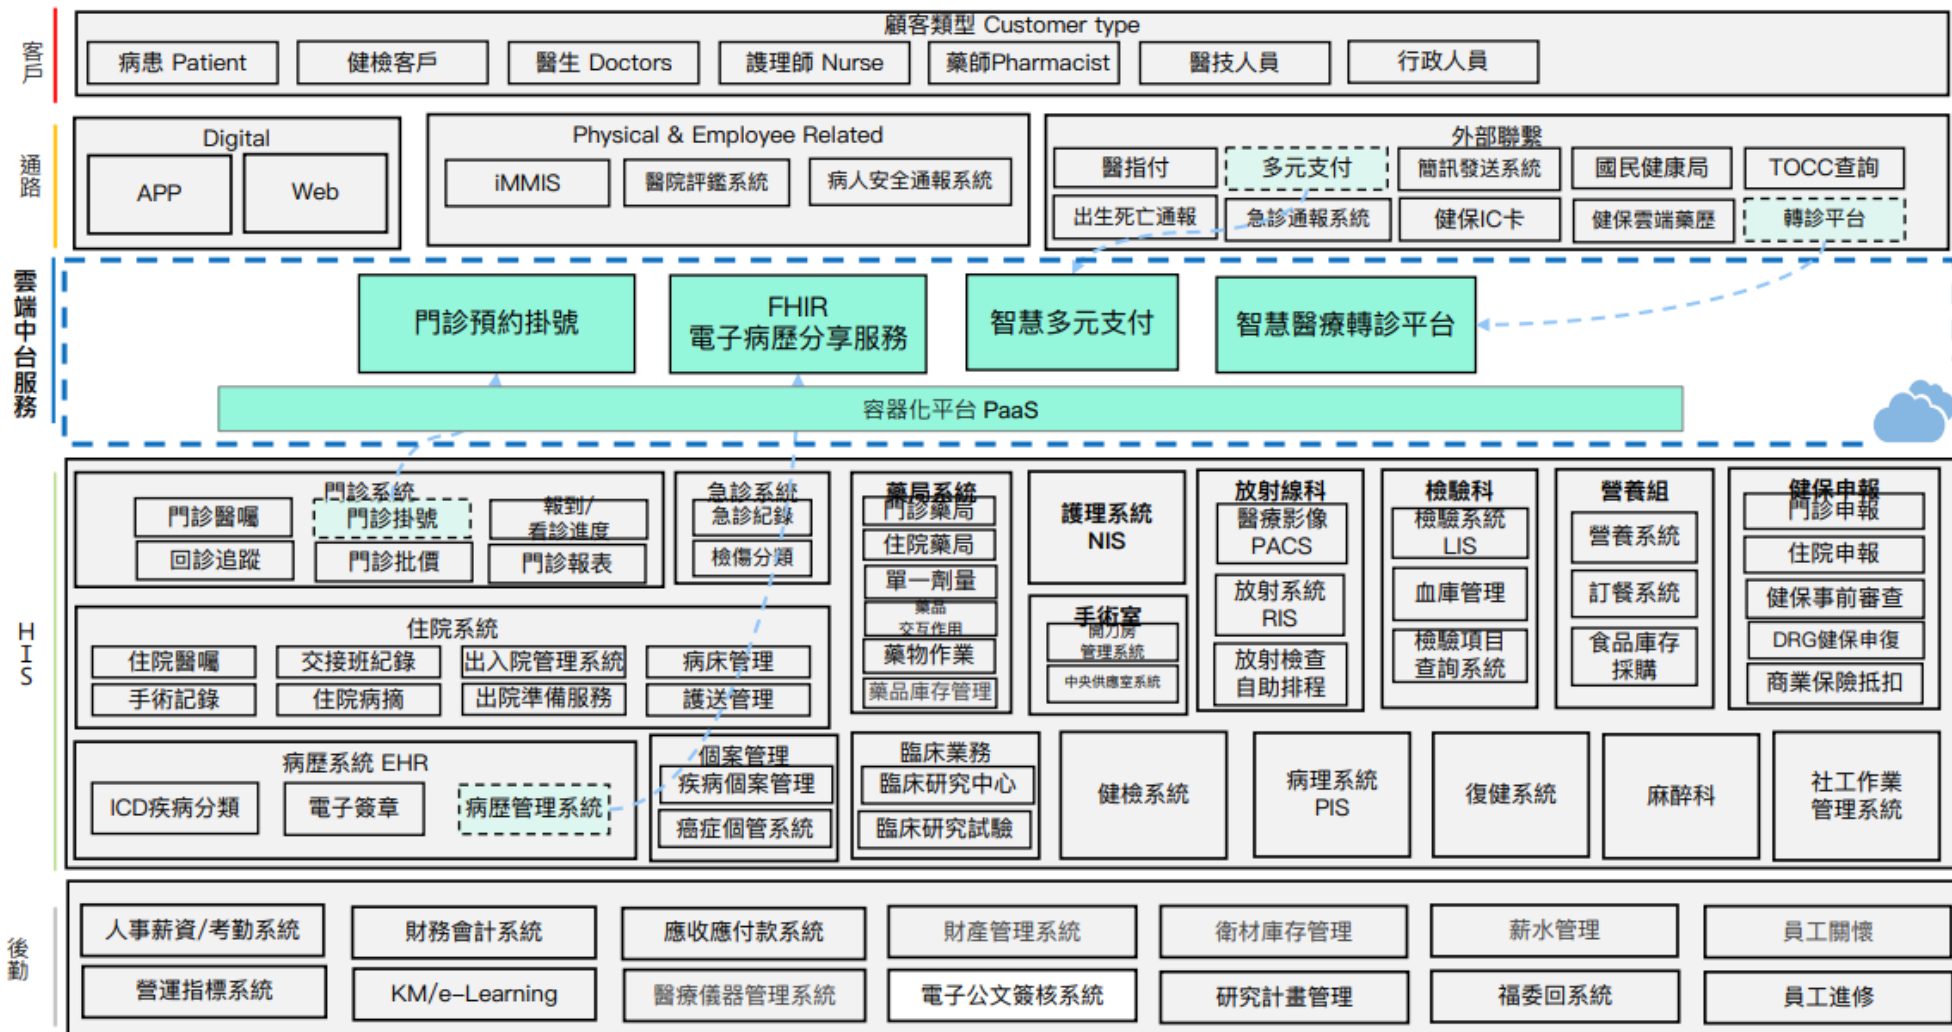 客戶
顧客類型 Customer type
病患 Patient
健檢客戶
醫生 Doctors
護理師 Nurse
藥師Pharmacist
醫技人員
行政人員
通路
Digital
APP
Web
Physical & Employee Related
iMMIS
醫院評鑑系統
病人安全通報系統
外部聯繫
醫指付
多元支付
簡訊發送系統
國民健康局
TOCC查詢
出生死亡通報
急診通報系統
健保IC卡
健保雲端藥歷
轉診平台
雲端中台服務
門診預約掛號
FHIR
電子病歷分享服務
智慧多元支付
智慧醫療轉診平台
容器化平台 PaaS
HIS
門診系統
門診醫囑
門診掛號
報到/
看診進度
回診追蹤
門診批價
門診報表
急診系統
急診紀錄
檢傷分類
藥局系統
門診藥局
住院藥局
單一劑量
藥品
交互作用
藥物作業
藥品庫存管理
護理系統
NIS
手術室
開刀房
管理系統
中央供應室系統
放射線科
醫療影像
PACS
放射系統
RIS
放射檢查
自助排程
檢驗科
檢驗系統
LIS
血庫管理
檢驗項目
查詢系統
營養組
營養系統
訂餐系統
食品庫存
採購
健保申報
門診申報
住院申報
健保事前審查
DRG健保申復
商業保險抵扣
住院系統
住院醫囑
交接班紀錄
出入院管理系統
病床管理
手術記錄
住院病摘
出院準備服務
護送管理
病歷系統 EHR
ICD疾病分類
電子簽章
病歷管理系統
個案管理
疾病個案管理
癌症個管系統
臨床業務
臨床研究中心
臨床研究試驗
健檢系統
病理系統
PIS
復健系統
麻醉科
社工作業
管理系統
後勤
人事薪資/考勤系統
財務會計系統
應收應付款系統
財產管理系統
衛材庫存管理
薪水管理
員工關懷
營運指標系統
KM/e-Learning
醫療儀器管理系統
電子公文簽核系統
研究計畫管理
福委回系統
員工進修